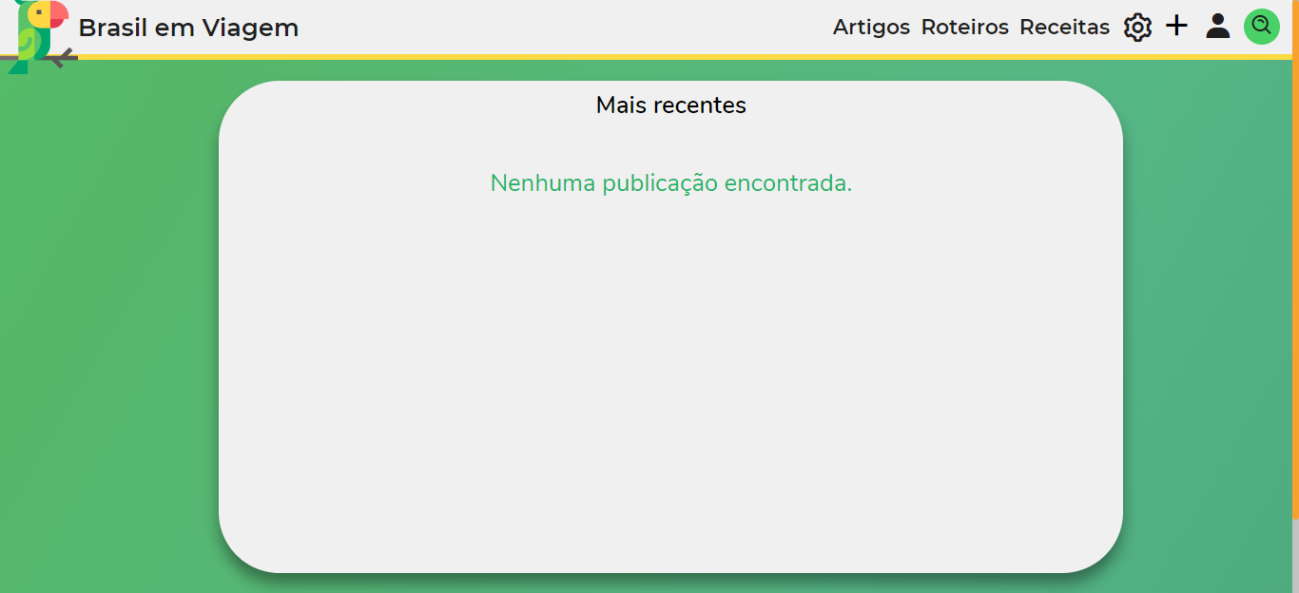 Brasil em Viagem
Artigos Roteiros Receitas
Mais recentes
Nenhuma publicação encontrada.